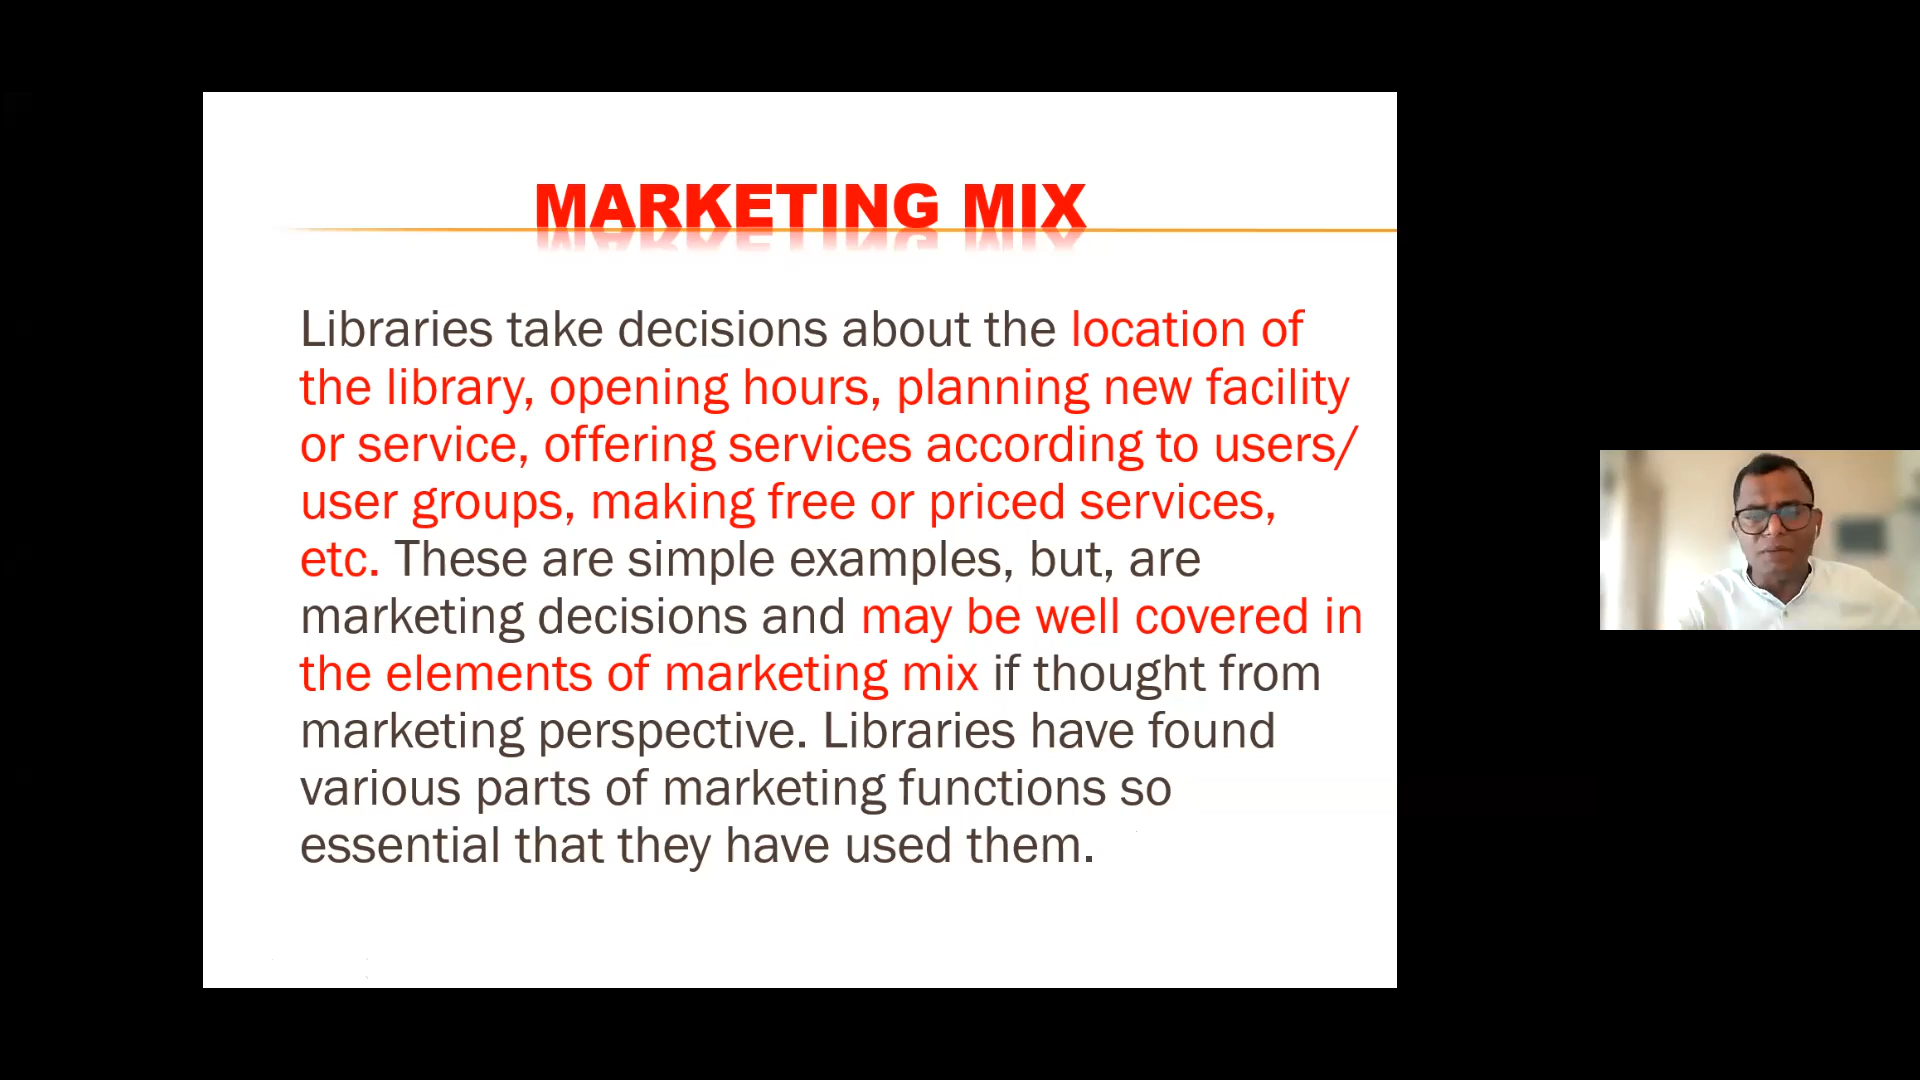 MARKETING MIX
Libraries take decisions about the location of
the library, opening hours, planning new facility
or service, offering services according to users/
user groups, making free or priced services,
etc. These are simple examples, but, are
marketing decisions and may be well covered in
the elements of marketing mix if thought from
marketing perspective. Libraries have found
various parts of marketing functions so
essential that they have used them.